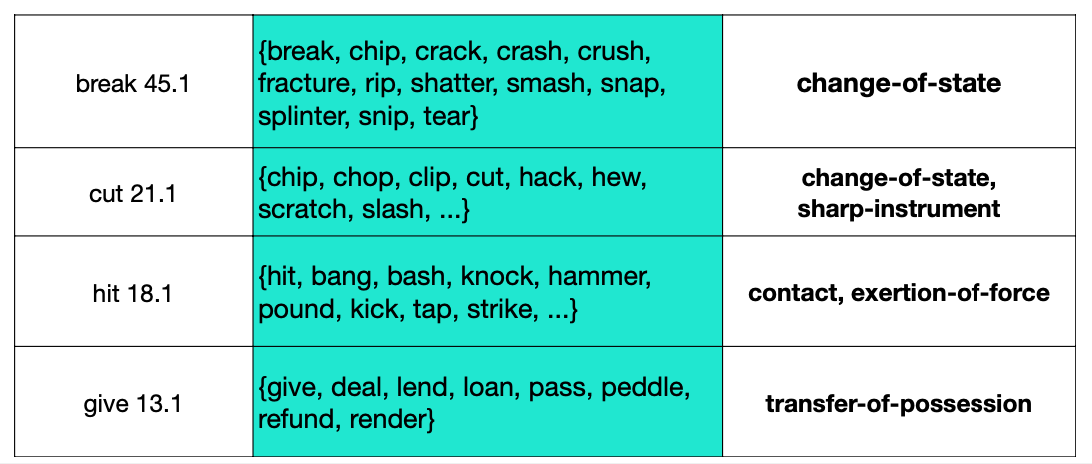 break 45.1
{break, chip, crack, crash, crush,
fracture, rip, shatter, smash, snap,
splinter, snip, tear}
change-of-state
cut 21.1
{chip, chop, clip, cut, hack, hew,
scratch, slash, ...}
change-of-state,
sharp-instrument
hit 18.1
{hit, bang, bash, knock, hammer,
pound, kick, tap, strike, ...}
contact, exertion-of-force
give 13.1
{give, deal, lend, loan, pass, peddle,
refund, render}
transfer-of-possession